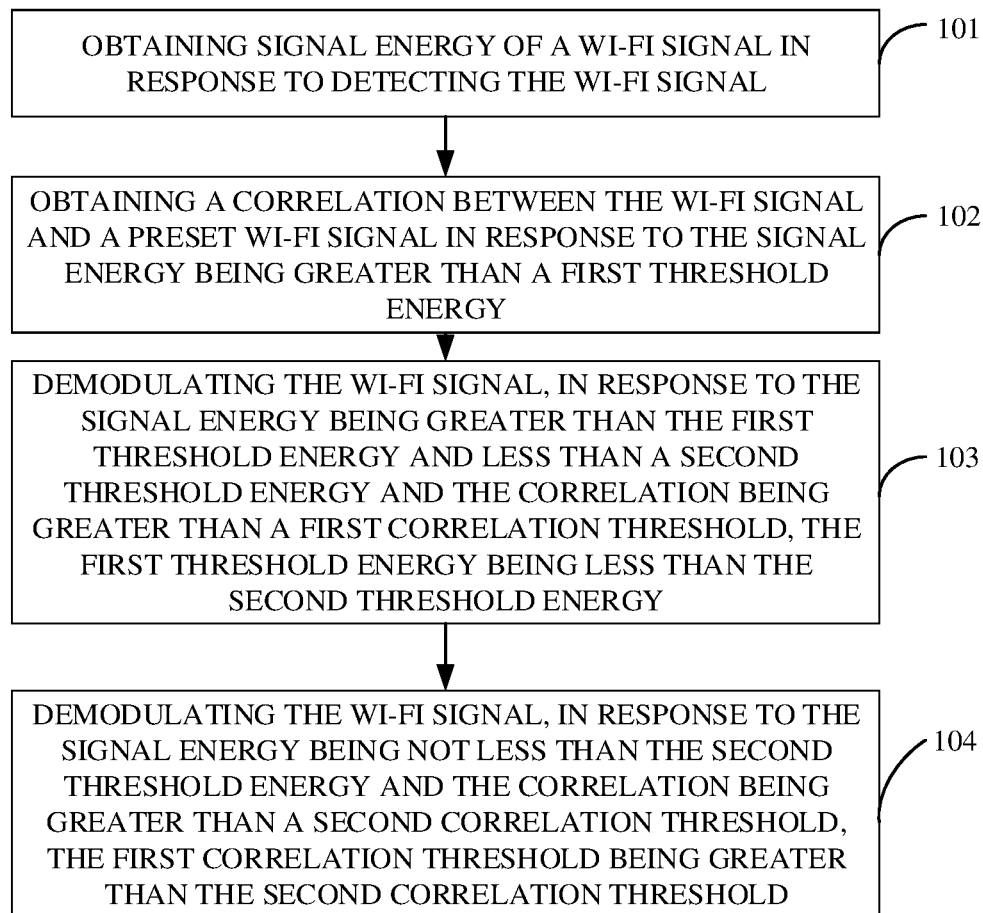 OBTAINING SIGNAL ENERGY OF A WI-FI SIGNAL IN
RESPONSE TO DETECTING THE WI-FI SIGNAL
101
OBTAINING A CORRELATION BETWEEN THE WI-FI SIGNAL
AND A PRESET WI-FI SIGNAL IN RESPONSE TO THE SIGNAL
ENERGY BEING GREATER THAN A FIRST THRESHOLD
ENERGY
102
DEMODULATING THE WI-FI SIGNAL, IN RESPONSE TO THE
SIGNAL ENERGY BEING GREATER THAN THE FIRST
THRESHOLD ENERGY AND LESS THAN A SECOND
THRESHOLD ENERGY AND THE CORRELATION BEING
GREATER THAN A FIRST CORRELATION THRESHOLD, THE
FIRST THRESHOLD ENERGY BEING LESS THAN THE
SECOND THRESHOLD ENERGY
103
DEMODULATING THE WI-FI SIGNAL, IN RESPONSE TO THE
SIGNAL ENERGY BEING NOT LESS THAN THE SECOND
THRESHOLD ENERGY AND THE CORRELATION BEING
GREATER THAN A SECOND CORRELATION THRESHOLD,
THE FIRST CORRELATION THRESHOLD BEING GREATER
THAN THE SECOND CORRELATION THRESHOLD
104